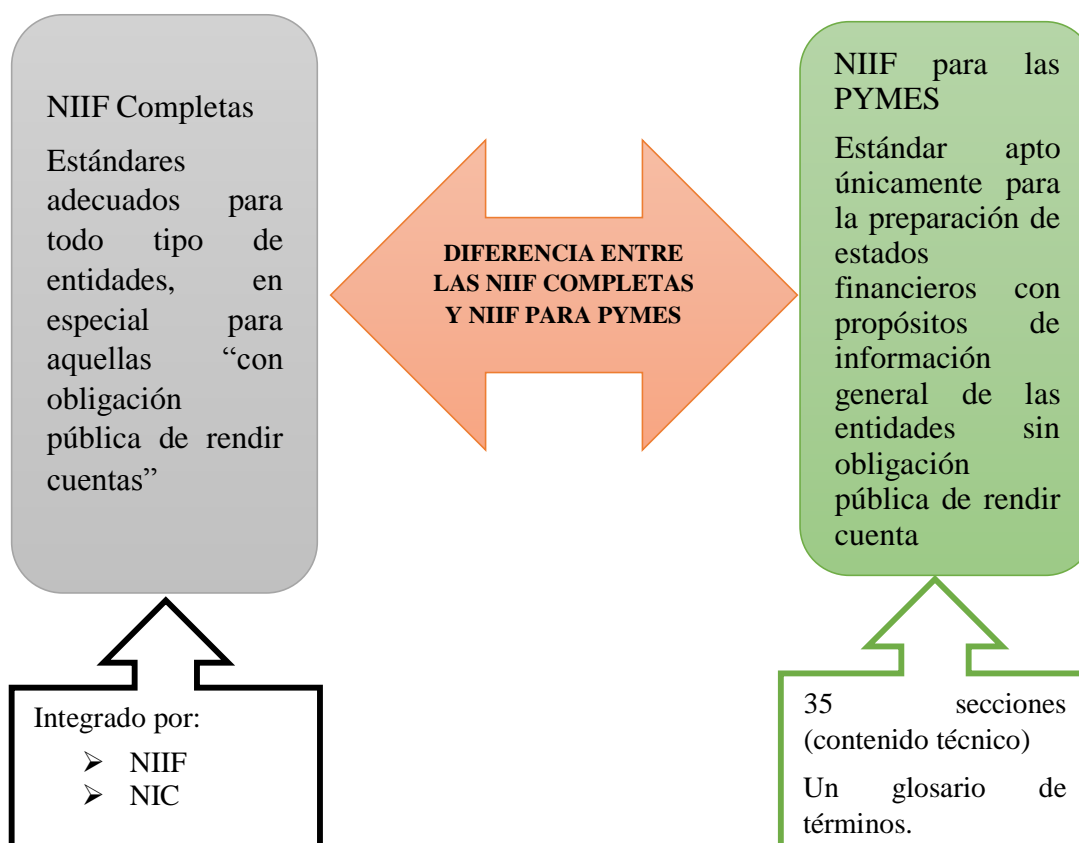 NIIF Completas
Estándares
adecuados para
todo tipo de
entidades, en
especial para
aquellas “con
obligación
pública de rendir
cuentas”
DIFERENCIA ENTRE
LAS NIIF COMPLETAS
Y NIIF PARA PYMES
NIIF para las
PYMES
Estándar apto
únicamente para
la preparación de
estados
financieros con
propósitos de
información
general de las
entidades sin
obligación
pública de rendir
cuenta
Integrado por:
➢ NIIF
➢ NIC
35 secciones
(contenido técnico)
Un glosario de
términos.